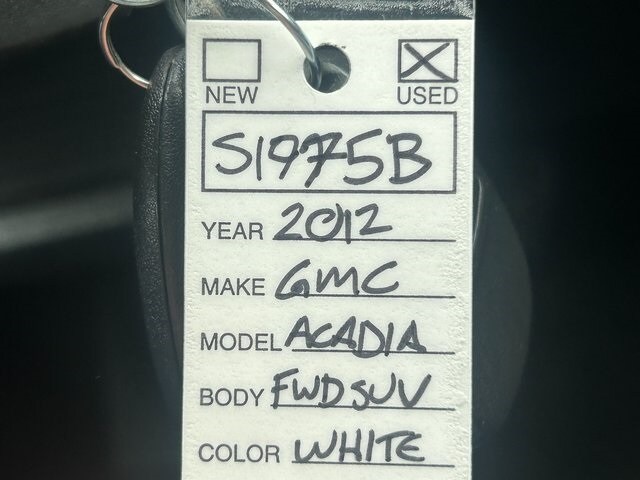 NEW USED
S1975B
YEAR 2012
MAKE GMC
MODEL ACADIA
BODY FWD SUV
COLOR WHITE